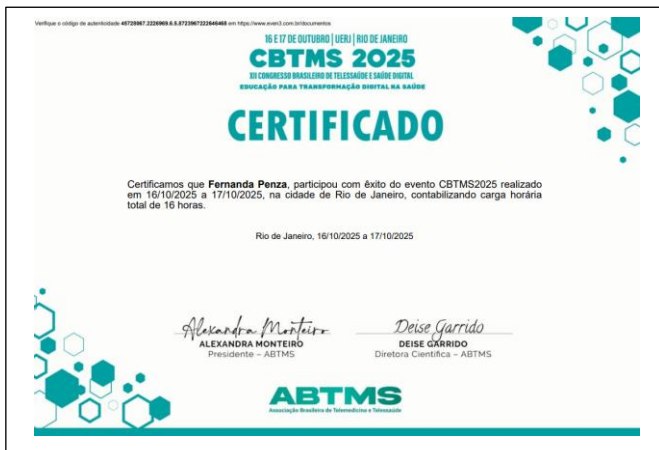 Verifique o código de autenticidade 45728067.2226969.6.5.8723967222646468 em https://www.even3.com.br/documentos
16 E 17 DE OUTUBRO | UERJ | RIO DE JANEIRO
CBTMS 2025
XII CONGRESSO BRASILEIRO DE TELESSAÚDE E SAÚDE DIGITAL
EDUCAÇÃO PARA TRANSFORMAÇÃO DIGITAL NA SAÚDE
CERTIFICADO
Certificamos que Fernanda Penza, participou com êxito do evento CBTMS2025 realizado
em 16/10/2025 a 17/10/2025, na cidade de Rio de Janeiro, contabilizando carga horária
total de 16 horas.
Rio de Janeiro, 16/10/2025 a 17/10/2025
Alexandra Monteiro Deise Garrido
ALEXANDRA MONTEIRO DEISE GARRIDO
Presidente – ABTMS Diretora Científica – ABTMS
ABTMS
Associação Brasileira de Telemedicina e Telessaúde